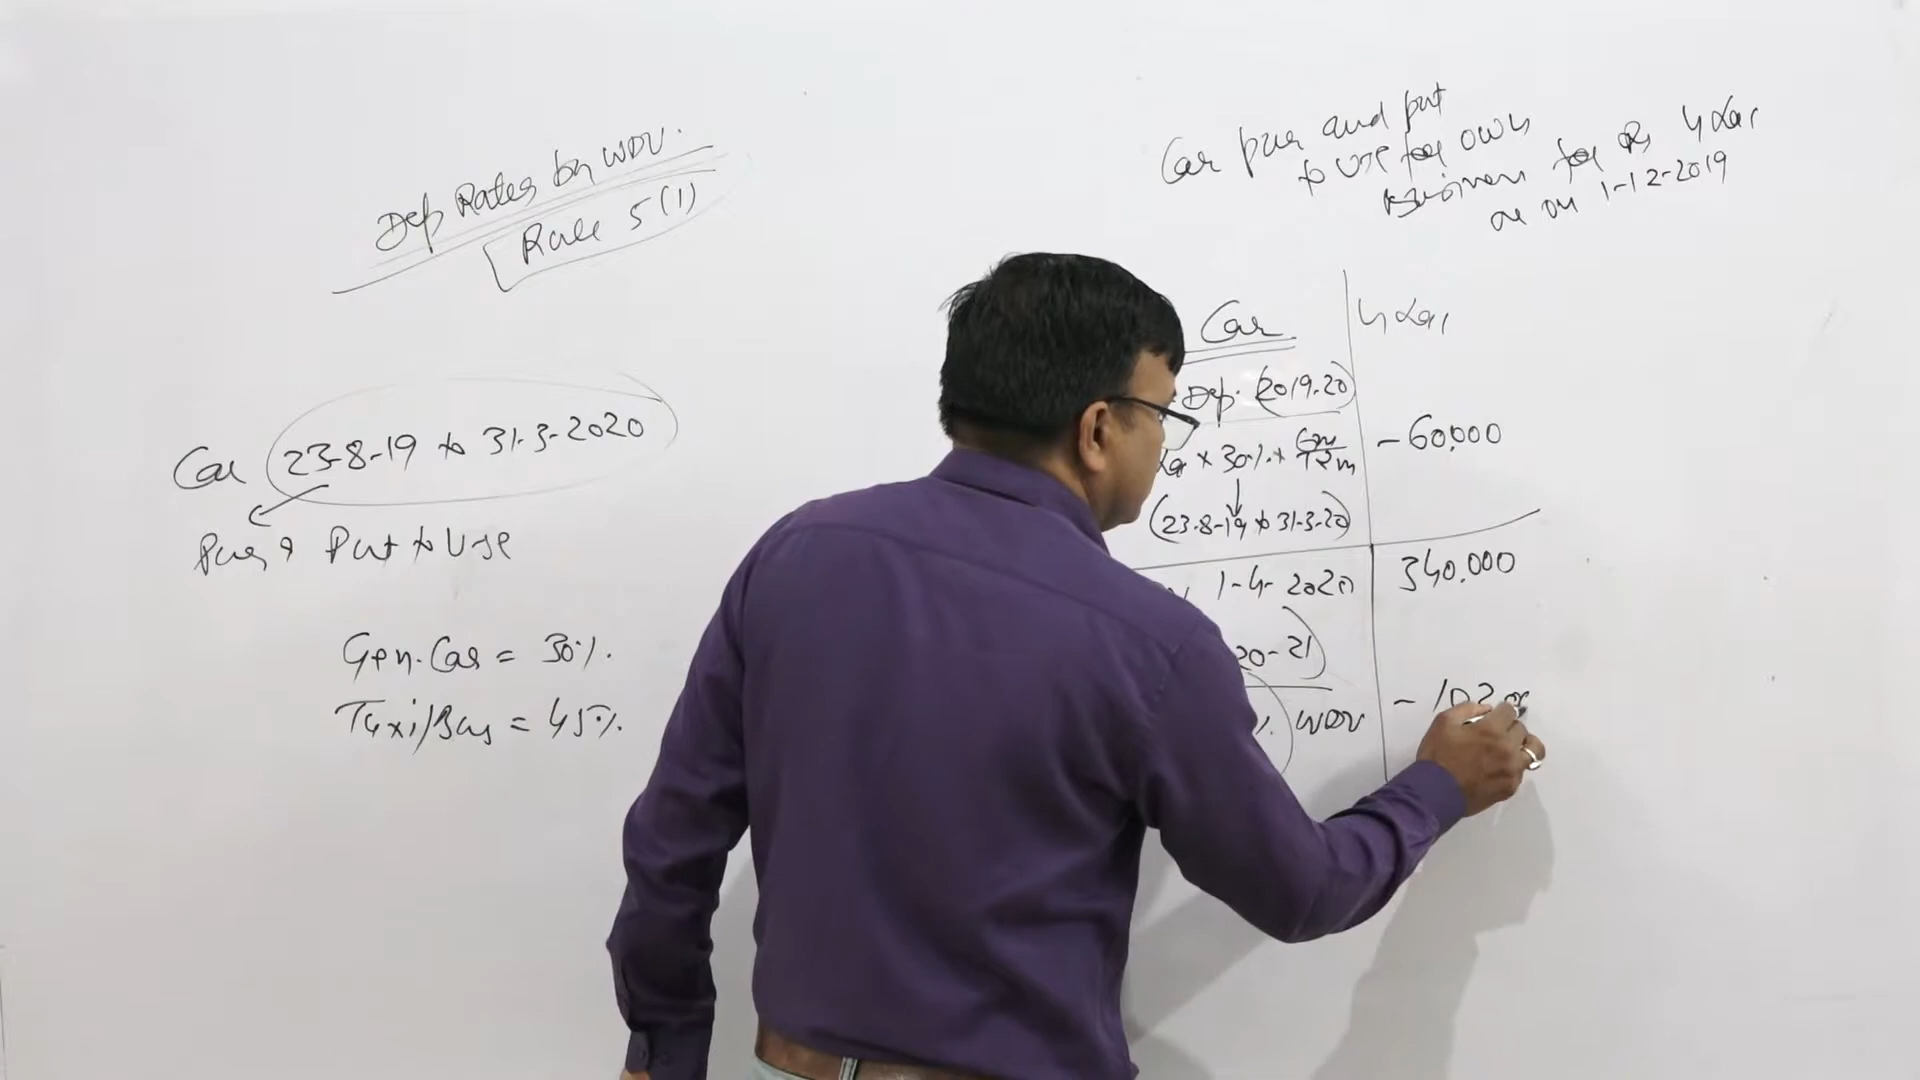 Dep Rates by WDV.
Rule 5(1)
Car 23-8-19 to 31-3-2020
Put to Use
Gen. Car = 30%.
Taxi/Bus = 45%.
Car pur and put
to use for own
Business for Rs 4 Lac
on 1-12-2019
Car 4 Lac
Dep. (2019-20)
x 30% x 6m/12m - 60,000
(23-8-19 to 31-3-20)
1-4-2020 340,000
20-21)
%. WDV - 102